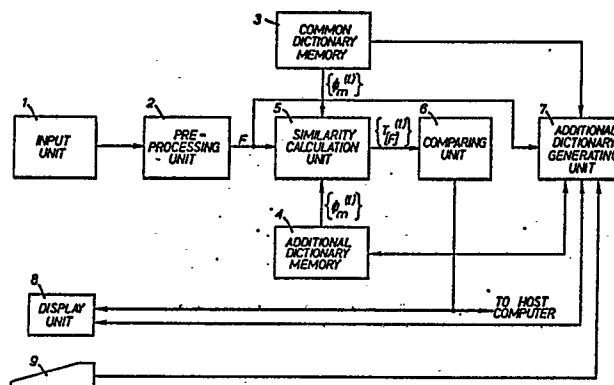 3
COMMON
DICTIONARY
MEMORY
1
INPUT
UNIT
2
PRE-
PROCESSING
UNIT
F
{ϕm(l)}
5
SIMILARITY
CALCULATION
UNIT
{T[F](l)}
6
COMPARING
UNIT
7
ADDITIONAL
DICTIONARY
GENERATING
UNIT
{ϕm(l)}
4
ADDITIONAL
DICTIONARY
MEMORY
8
DISPLAY
UNIT
TO HOST
COMPUTER
9